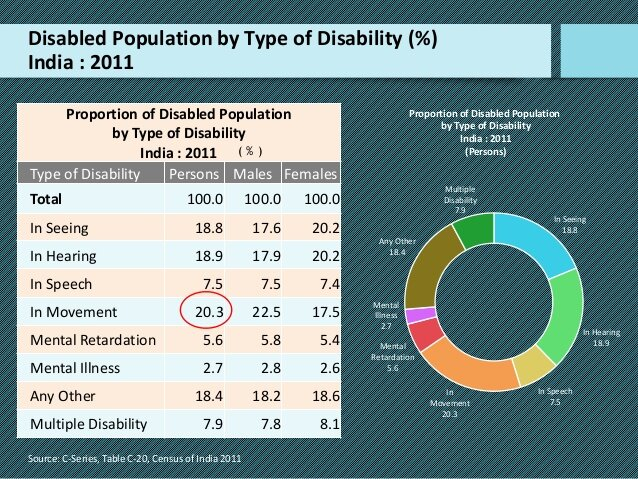 Disabled Population by Type of Disability (%)
India : 2011
Proportion of Disabled Population
by Type of Disability
India : 2011 ( % )
Type of Disability Persons Males Females
Total 100.0 100.0 100.0
In Seeing 18.8 17.6 20.2
In Hearing 18.9 17.9 20.2
In Speech 7.5 7.5 7.4
In Movement 20.3 22.5 17.5
Mental Retardation 5.6 5.8 5.4
Mental Illness 2.7 2.8 2.6
Any Other 18.4 18.2 18.6
Multiple Disability 7.9 7.8 8.1
Proportion of Disabled Population
by Type of Disability
India : 2011
(Persons)
Multiple
Disability
7.9
In Seeing
18.8
Any Other
18.4
Mental
Illness
2.7
In Hearing
18.9
Mental
Retardation
5.6
In Speech
7.5
In
Movement
20.3
Source: C-Series, Table C-20, Census of India 2011